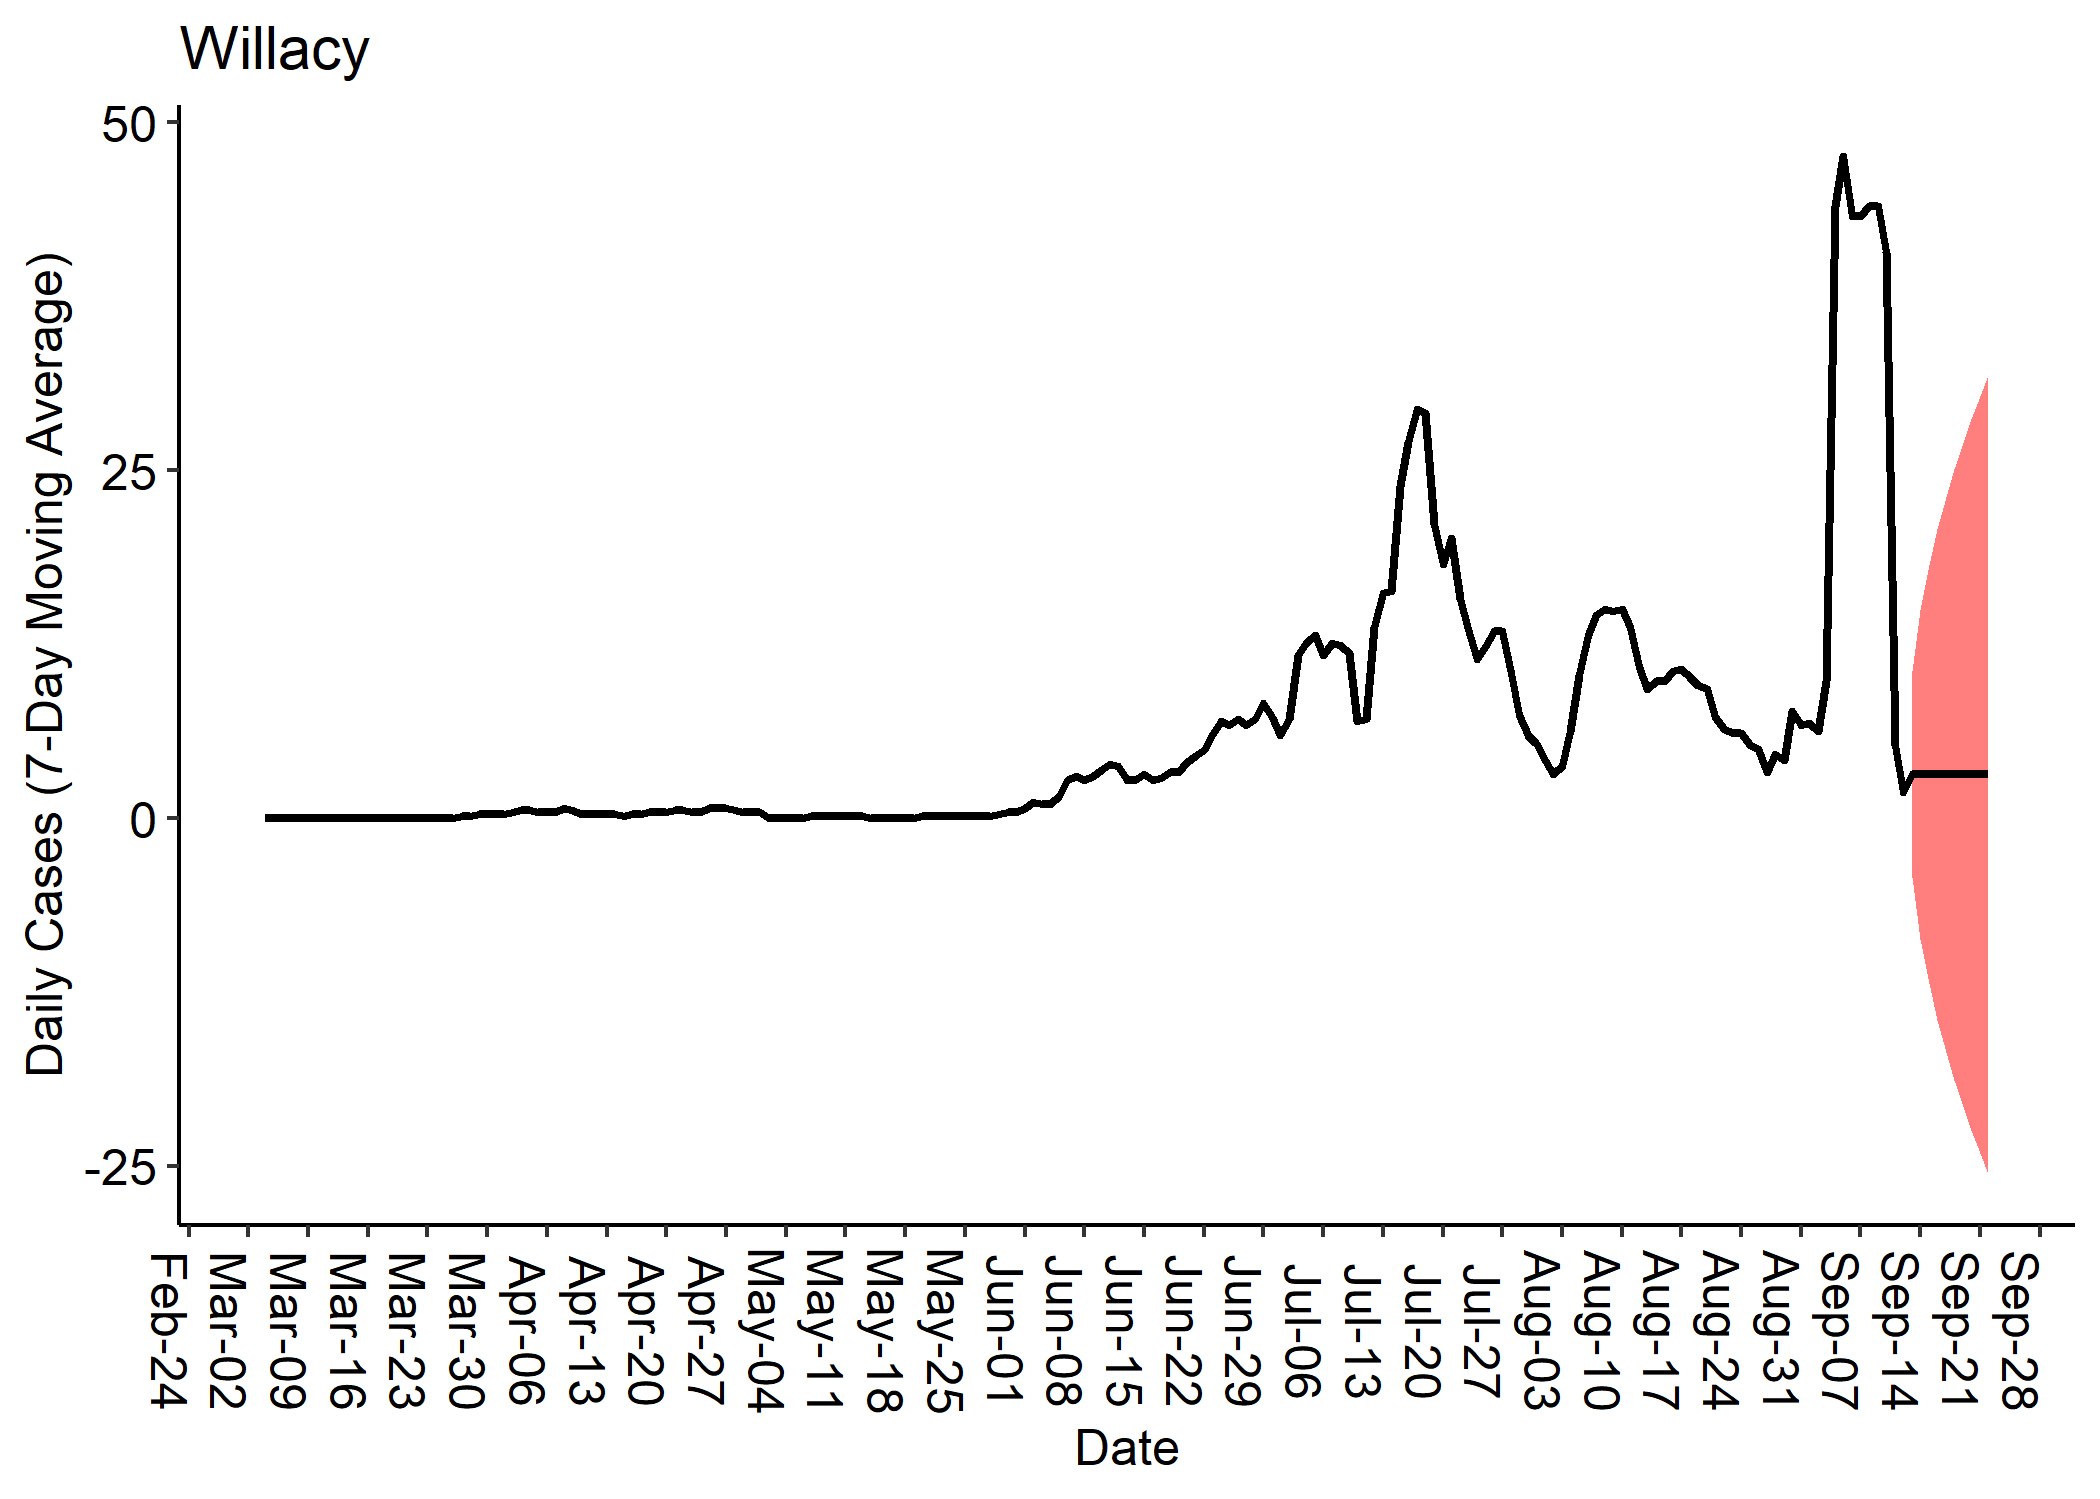 Willacy
50
25
0
-25
Daily Cases (7-Day Moving Average)
Feb-24
Mar-02
Mar-09
Mar-16
Mar-23
Mar-30
Apr-06
Apr-13
Apr-20
Apr-27
May-04
May-11
May-18
May-25
Jun-01
Jun-08
Jun-15
Jun-22
Jun-29
Jul-06
Jul-13
Jul-20
Jul-27
Aug-03
Aug-10
Aug-17
Aug-24
Aug-31
Sep-07
Sep-14
Sep-21
Sep-28
Date